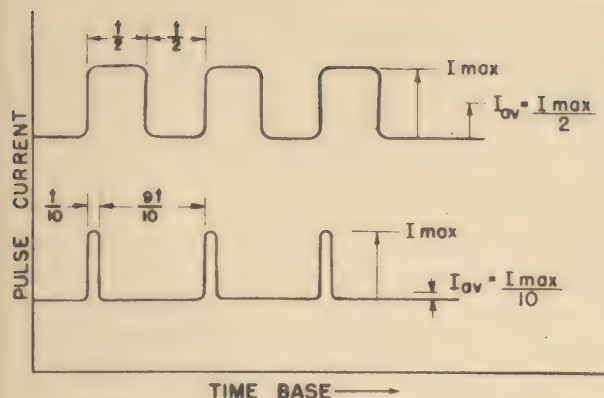 t/2 t/2
I max
Iav = I max/2
PULSE CURRENT
t/10 9t/10
I max
Iav = I max/10
TIME BASE